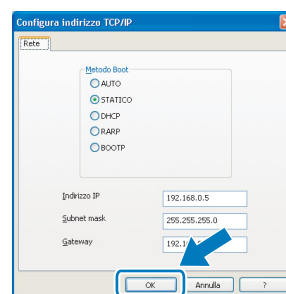 Configura indirizzo TCP/IP
Rete
Metodo Boot
AUTO
STATICO
DHCP
RARP
BOOTP
Indirizzo IP
192.168.0.5
Subnet mask
255.255.255.0
Gateway
OK
Annulla
?